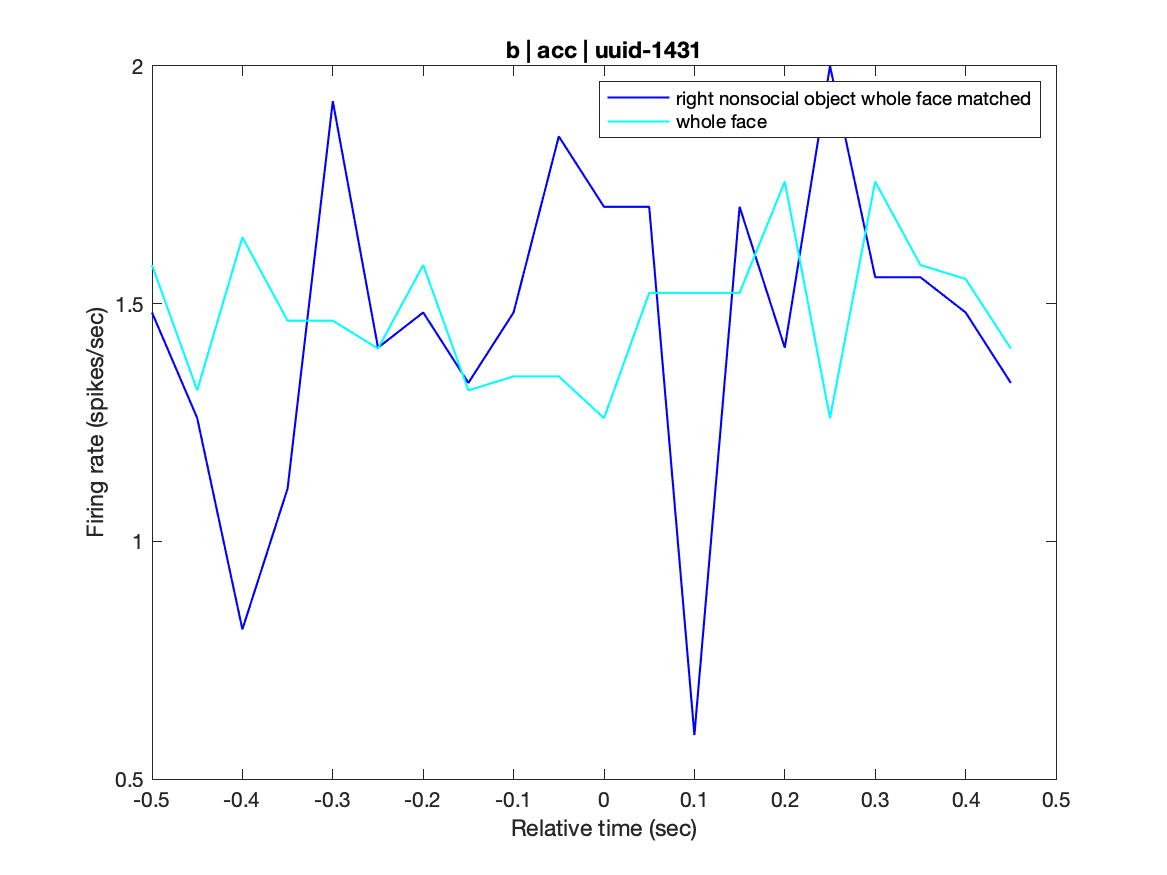 b | acc | uuid-1431
right nonsocial object whole face matched
whole face
Firing rate (spikes/sec)
2
1.5
1
0.5
-0.5 -0.4 -0.3 -0.2 -0.1 0 0.1 0.2 0.3 0.4 0.5
Relative time (sec)